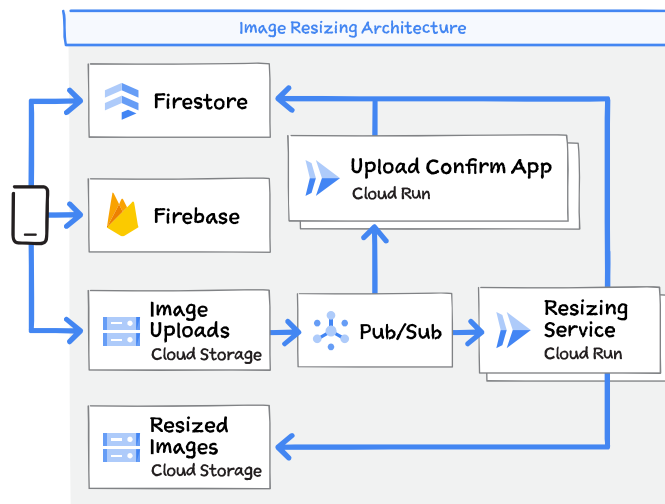 Image Resizing Architecture
Firestore
Upload Confirm App
Cloud Run
Firebase
Image
Uploads
Cloud Storage
Pub/Sub
Resizing
Service
Cloud Run
Resized
Images
Cloud Storage